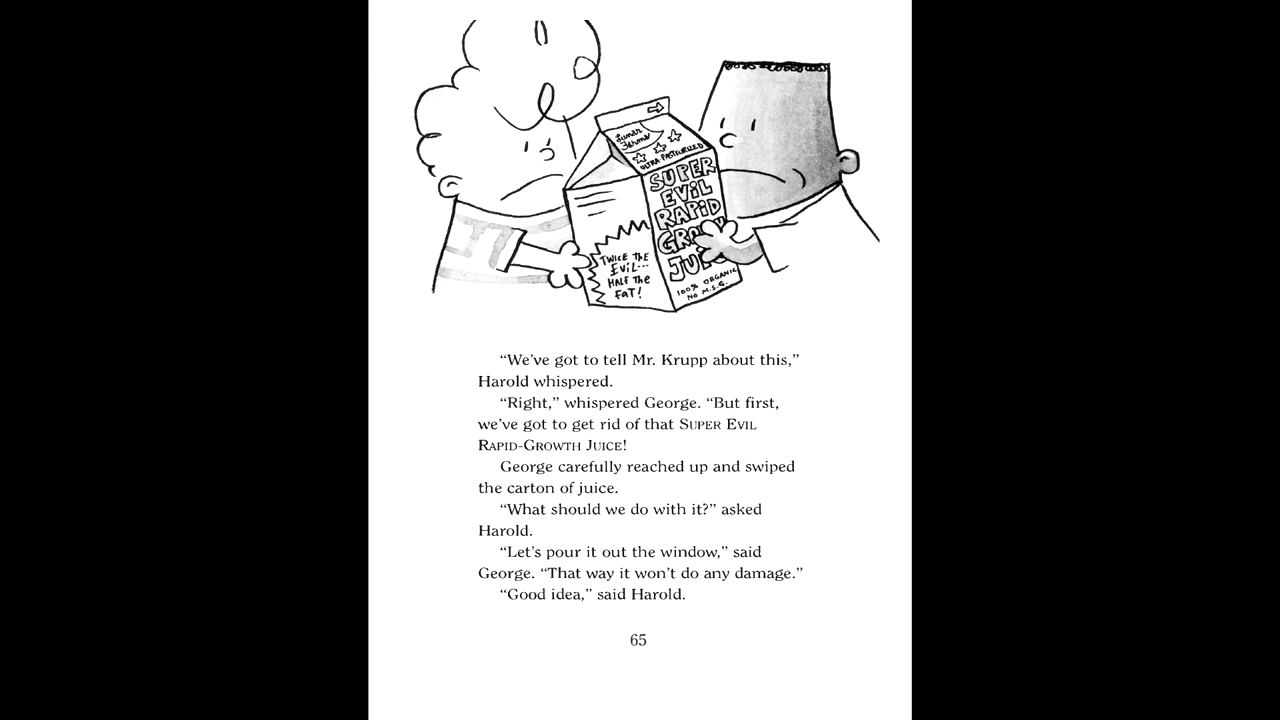 Lunar
Farms
ULTRA PASTEURIZED
SUPER
EVIL
RAPID
JUI
100% ORGANIC
NO M.S.G.
TWICE THE
EVIL...
HALF THE
FAT!
“We’ve got to tell Mr. Krupp about this,”
Harold whispered.
“Right,” whispered George. “But first,
we’ve got to get rid of that SUPER EVIL
RAPID-GROWTH JUICE!
George carefully reached up and swiped
the carton of juice.
“What should we do with it?” asked
Harold.
“Let’s pour it out the window,” said
George. “That way it won’t do any damage.”
“Good idea,” said Harold.
65